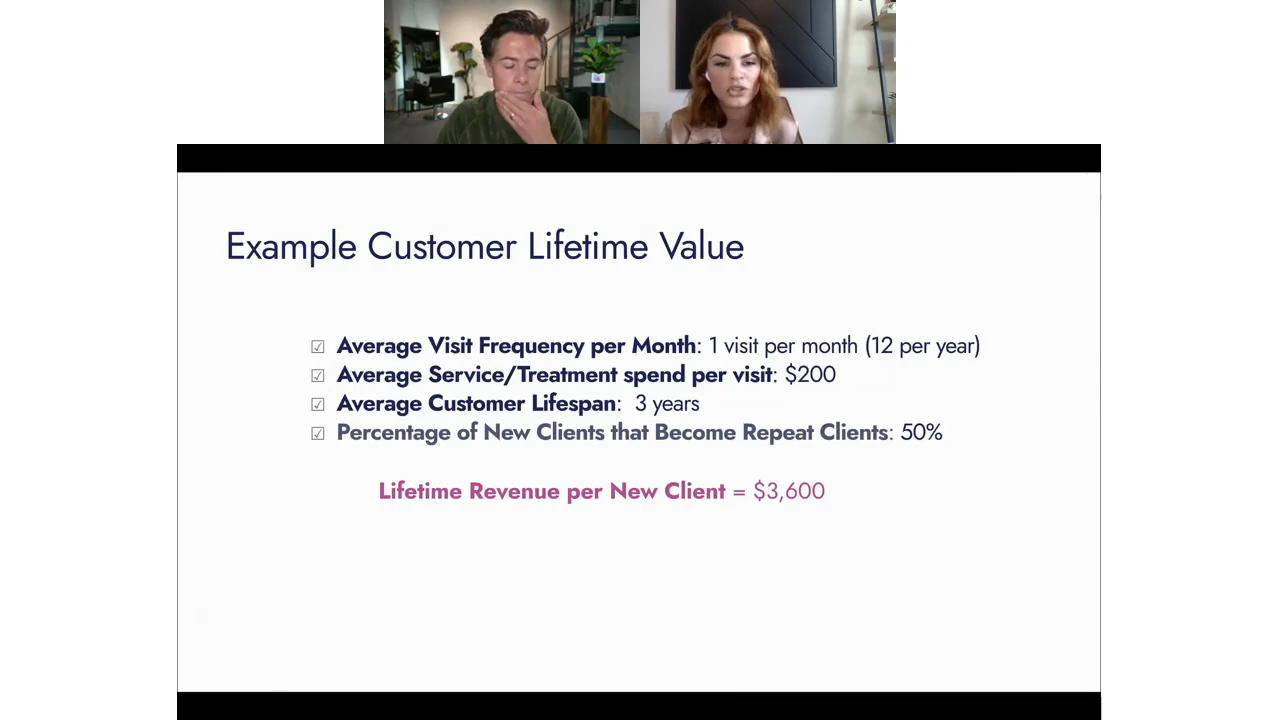 Example Customer Lifetime Value
Average Visit Frequency per Month: 1 visit per month (12 per year)
Average Service/Treatment spend per visit: $200
Average Customer Lifespan: 3 years
Percentage of New Clients that Become Repeat Clients: 50%
Lifetime Revenue per New Client = $3,600